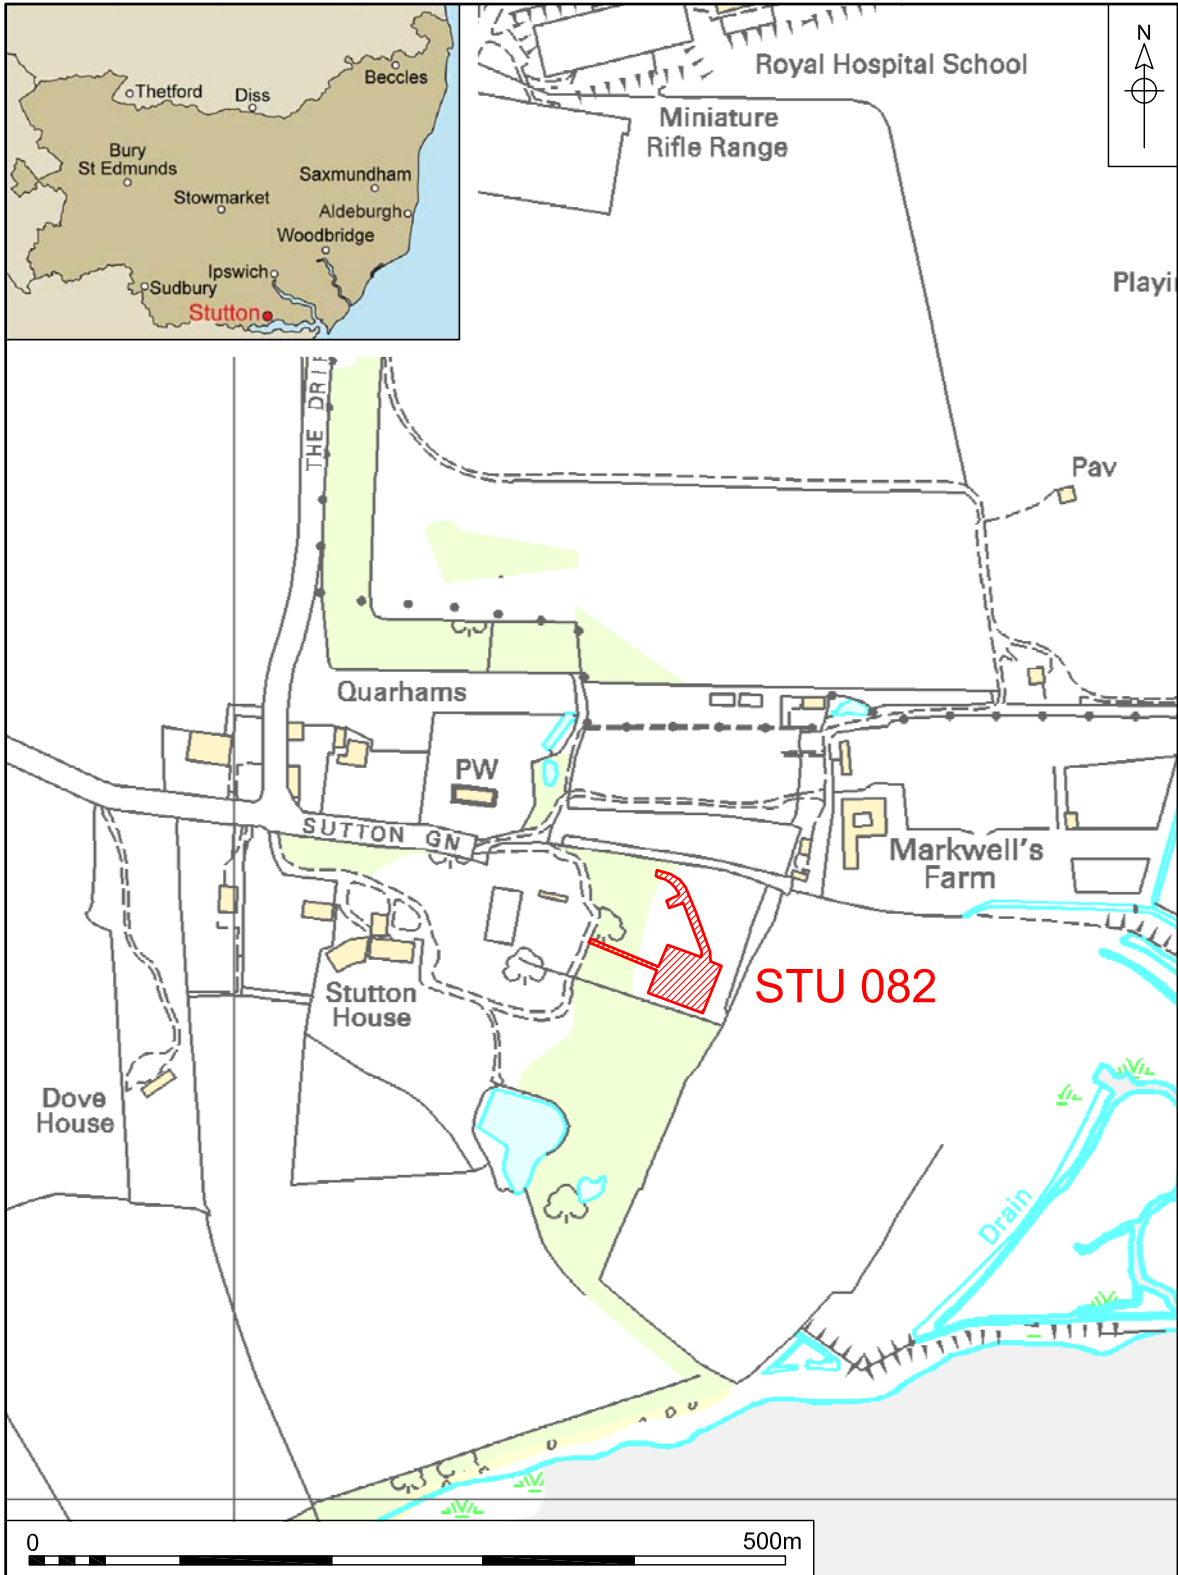 Beccles
Thetford
Diss
Bury
St Edmunds
Saxmundham
Stowmarket
Aldeburgh
Woodbridge
Ipswich
Sudbury
Stutton
N
Royal Hospital School
Miniature
Rifle Range
Playi
THE DRIF
Pav
Quarhams
PW
SUTTON GN
Markwell's
Farm
STU 082
Stutton
House
Dove
House
Drain
0
500m